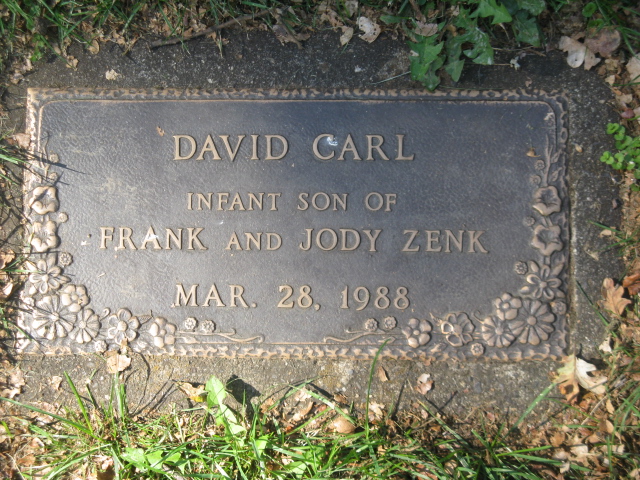 DAVID CARL
INFANT SON OF
FRANK AND JODY ZENK
MAR. 28, 1988